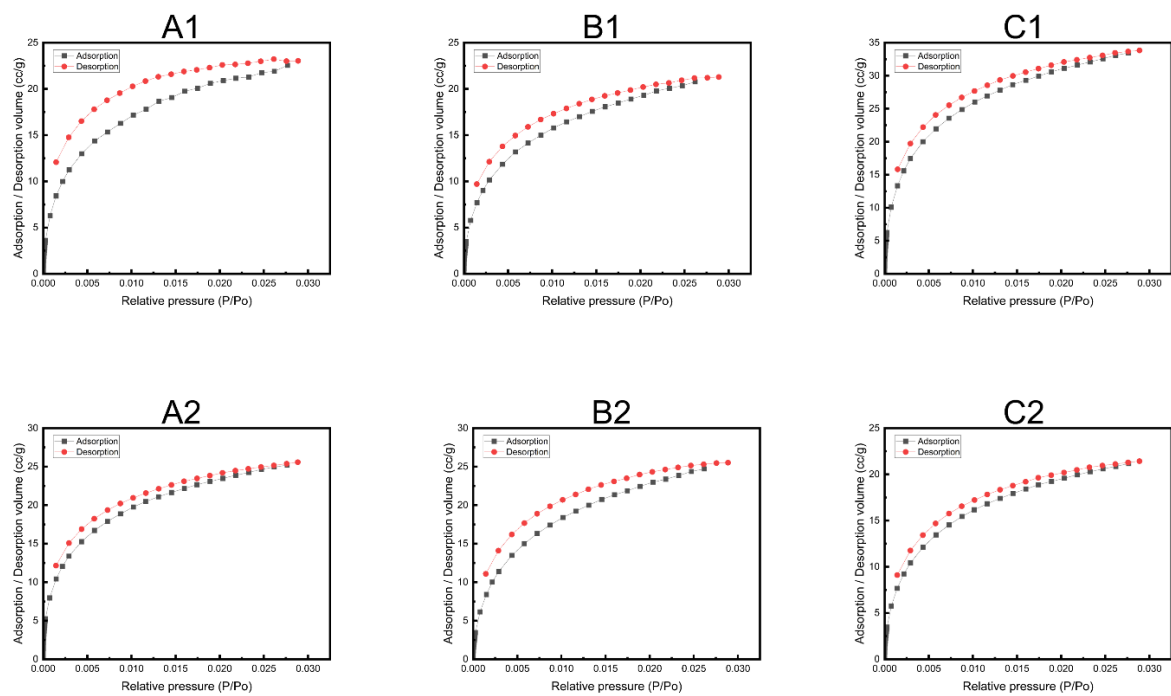 A1
25
20
15
10
5
0
Adsorption / Desorption volume (cc/g)
Adsorption
Desorption
0.000 0.005 0.010 0.015 0.020 0.025 0.030
Relative pressure (P/Po)
B1
25
20
15
10
5
0
Adsorption / Desorption volume (cc/g)
Adsorption
Desorption
0.000 0.005 0.010 0.015 0.020 0.025 0.030
Relative pressure (P/Po)
C1
35
30
25
20
15
10
5
0
Adsorption / Desorption volume (cc/g)
Adsorption
Desorption
0.000 0.005 0.010 0.015 0.020 0.025 0.030
Relative pressure (P/Po)
A2
30
25
20
15
10
5
0
Adsorption / Desorption volume (cc/g)
Adsorption
Desorption
0.000 0.005 0.010 0.015 0.020 0.025 0.030
Relative pressure (P/Po)
B2
30
25
20
15
10
5
0
Adsorption / Desorption volume (cc/g)
Adsorption
Desorption
0.000 0.005 0.010 0.015 0.020 0.025 0.030
Relative pressure (P/Po)
C2
25
20
15
10
5
0
Adsorption / Desorption volume (cc/g)
Adsorption
Desorption
0.000 0.005 0.010 0.015 0.020 0.025 0.030
Relative pressure (P/Po)